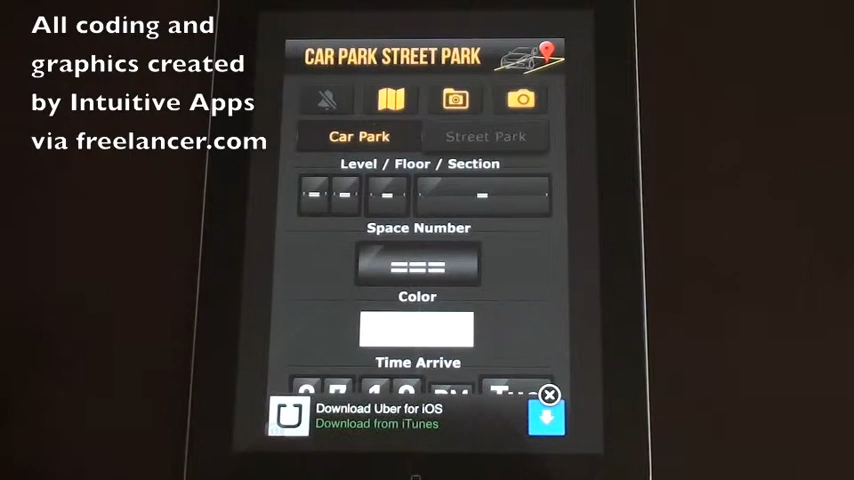 All coding and
graphics created
by Intuitive Apps
via freelancer.com
CAR PARK STREET PARK
Car Park
Street Park
Level / Floor / Section
Space Number
Color
Time Arrive
Download Uber for iOS
Download from iTunes